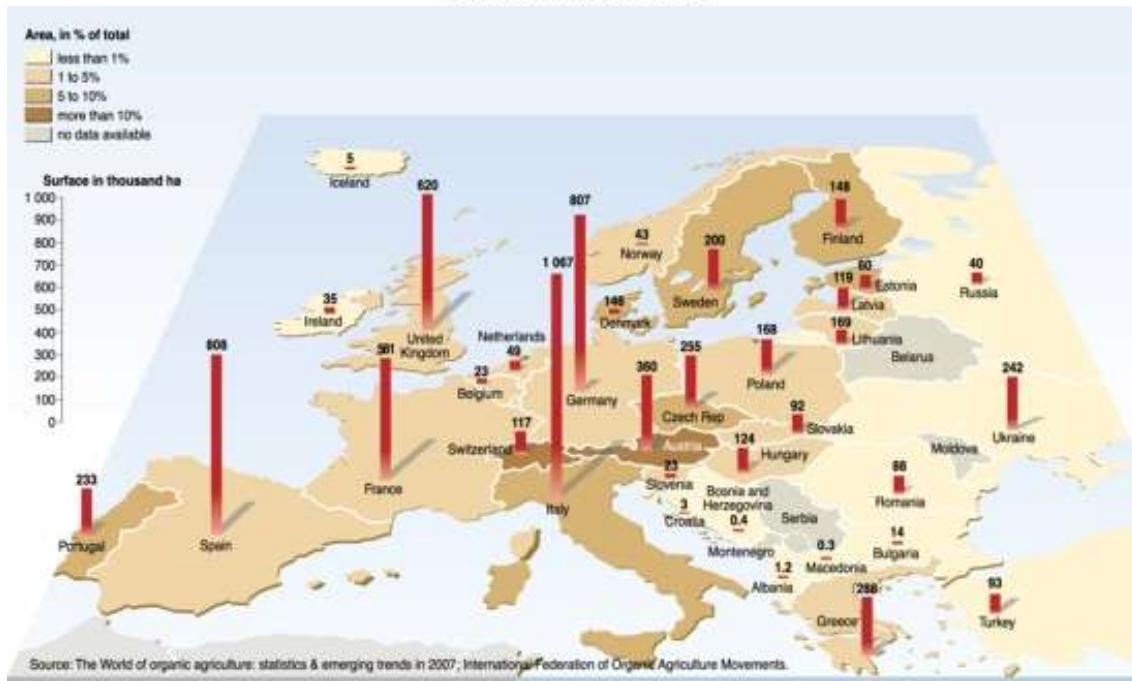 Area, in % of total
less than 1%
1 to 5%
5 to 10%
more than 10%
no data available
Surface in thousand ha
1 000
900
800
700
600
500
400
300
200
100
0
5
Iceland
620
United
Kingdom
807
Germany
43
Norway
200
Sweden
148
Finland
60
Estonia
119
Latvia
40
Russia
35
Ireland
1 067
Italy
146
Denmark
169
Lithuania
Belarus
Netherlands
49
23
Belgium
808
Spain
561
France
360
255
Czech Rep
168
Poland
242
Ukraine
92
Slovakia
117
Switzerland
124
Hungary
Moldova
233
Portugal
23
Slovenia
Bosnia and
Herzegovina
Serbia
Romania
3
Croatia
0.4
Montenegro
0.3
Macedonia
14
Bulgaria
1.2
Albania
Greece
93
Turkey
Source: The World of organic agriculture: statistics & emerging trends in 2007; International Federation of Organic Agriculture Movements.